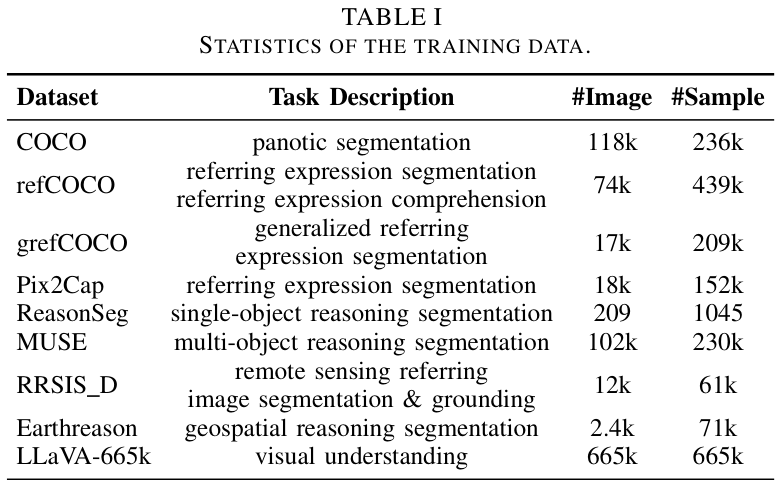 TABLE I
STATISTICS OF THE TRAINING DATA.
Dataset Task Description #Image #Sample
COCO panotic segmentation 118k 236k
refCOCO referring expression segmentation referring expression comprehension 74k 439k
grefCOCO generalized referring expression segmentation 17k 209k
Pix2Cap referring expression segmentation 18k 152k
ReasonSeg single-object reasoning segmentation 209 1045
MUSE multi-object reasoning segmentation 102k 230k
RRSIS_D remote sensing referring image segmentation & grounding 12k 61k
Earthreason geospatial reasoning segmentation 2.4k 71k
LLaVA-665k visual understanding 665k 665k